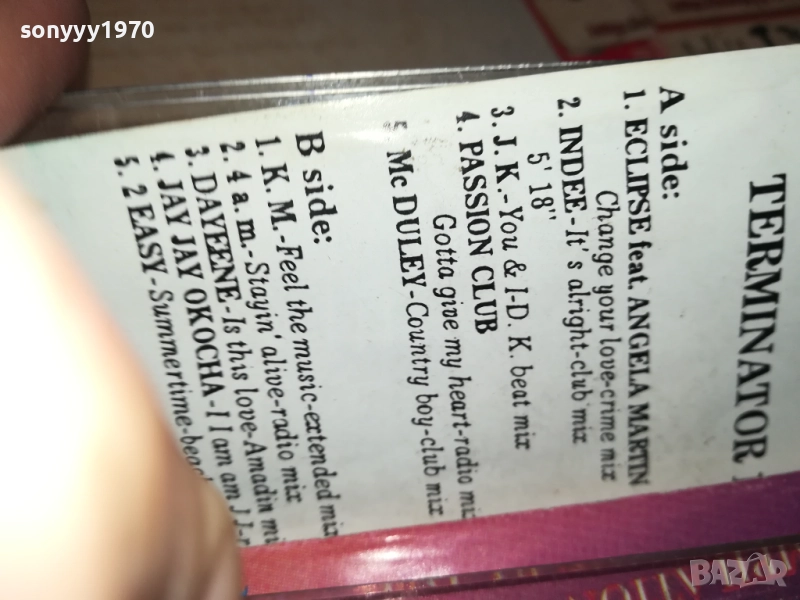 sonyyy1970
TERMINATOR
A side:
1. ECLIPSE feat. ANGELA MARTIN
Change your love-crime mix
2. INDEE-It's alright-club mix
5' 18"
3. J. K.-You & I-D. K. beat mix
4. PASSION CLUB
Gotta give my heart-radio mix
Mc DULEY-Country boy-club mix
B side:
1. K. M.-Feel the music-extended mix
2. 4 a.m.-Stayin' alive-radio mix
3. DAYEENE-Is this love-Amadin mi
4. JAY JAY OKOCHA-I I am am J J-
5. 2 EASY-Summertime-beac
BAZAR